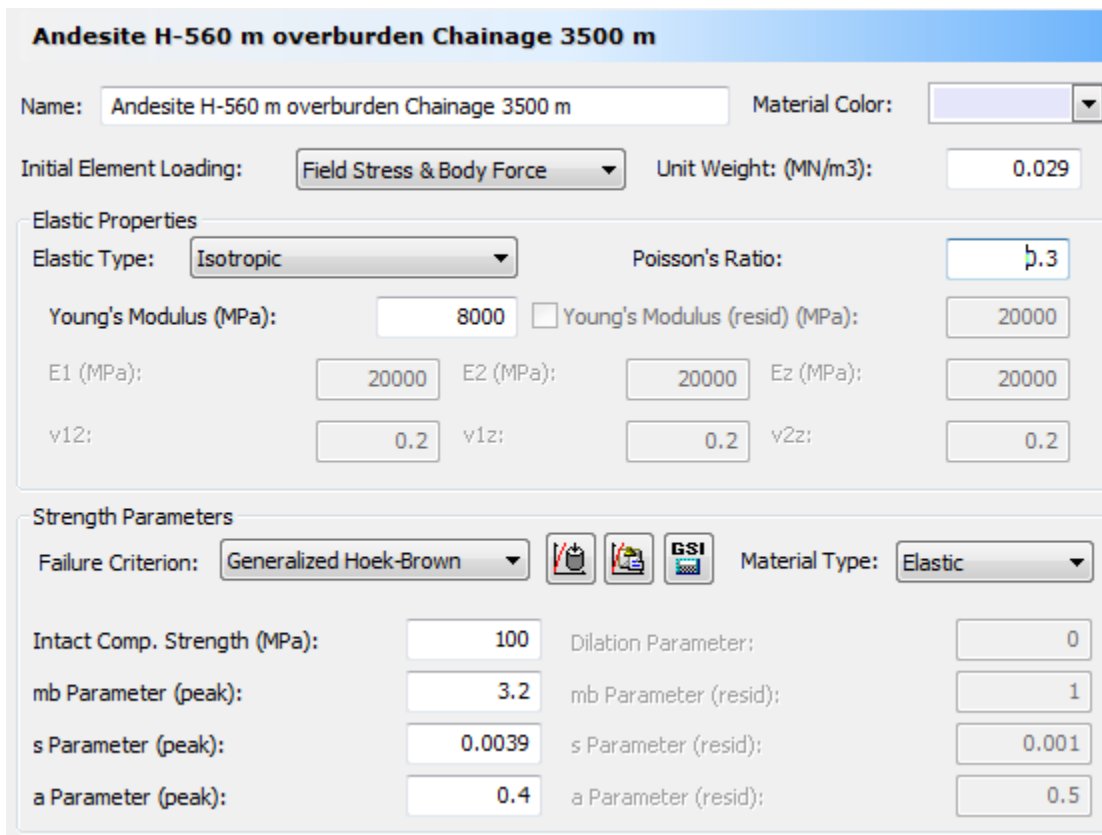 Andesite H-560 m overburden Chainage 3500 m
Name: Andesite H-560 m overburden Chainage 3500 m Material Color:
Initial Element Loading: Field Stress & Body Force Unit Weight: (MN/m3): 0.029
Elastic Properties
Elastic Type: Isotropic Poisson's Ratio: 0.3
Young's Modulus (MPa): 8000 Young's Modulus (resid) (MPa): 20000
E1 (MPa): 20000 E2 (MPa): 20000 Ez (MPa): 20000
v12: 0.2 v1z: 0.2 v2z: 0.2
Strength Parameters
Failure Criterion: Generalized Hoek-Brown GSI Material Type: Elastic
Intact Comp. Strength (MPa): 100 Dilation Parameter: 0
mb Parameter (peak): 3.2 mb Parameter (resid): 1
s Parameter (peak): 0.0039 s Parameter (resid): 0.001
a Parameter (peak): 0.4 a Parameter (resid): 0.5